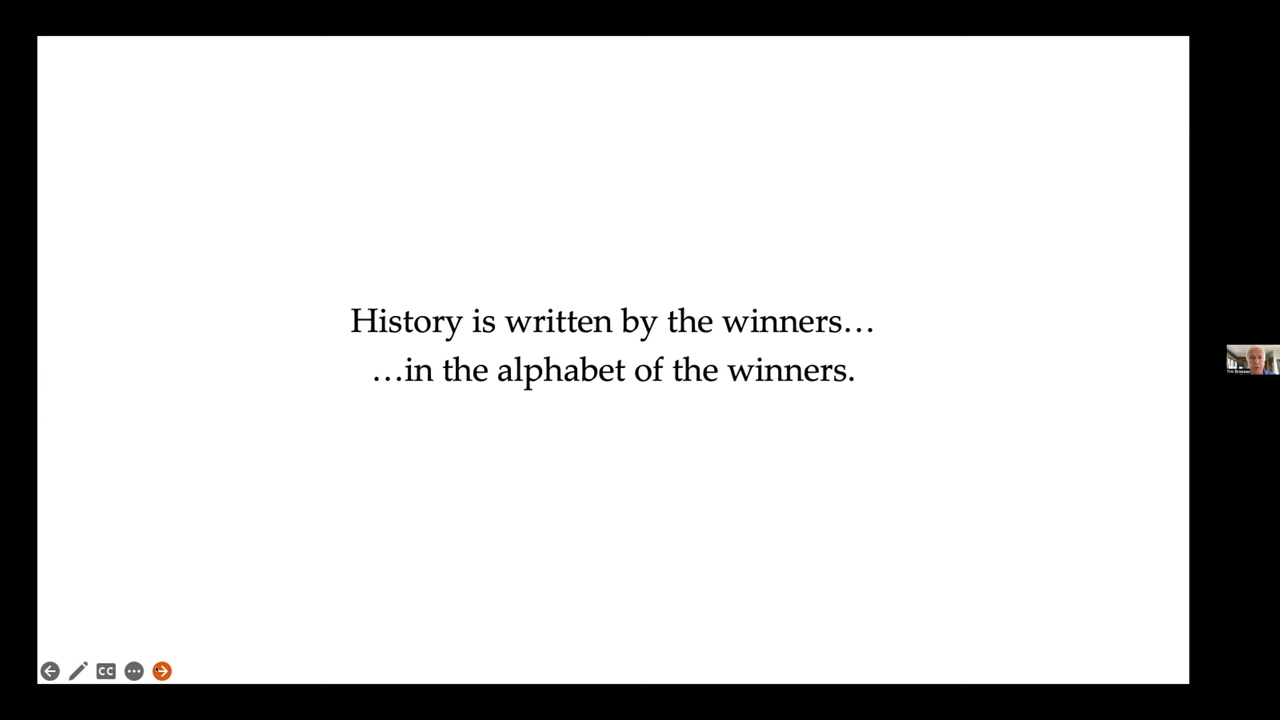 History is written by the winners…
…in the alphabet of the winners.
CC